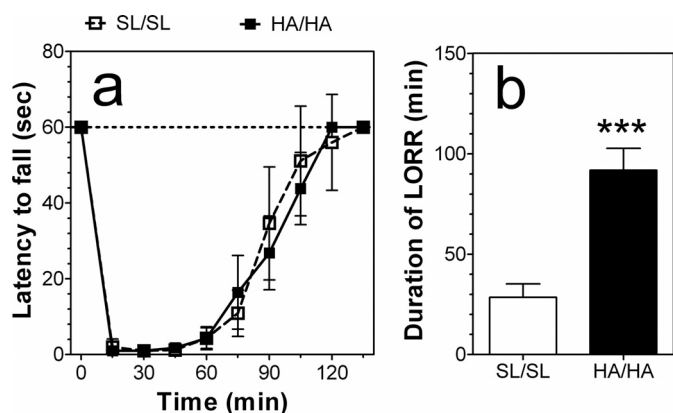 SL/SL HA/HA
a
Latency to fall (sec)
80
60
40
20
0
0 30 60 90 120
Time (min)
b
***
Duration of LORR (min)
150
100
50
0
SL/SL HA/HA